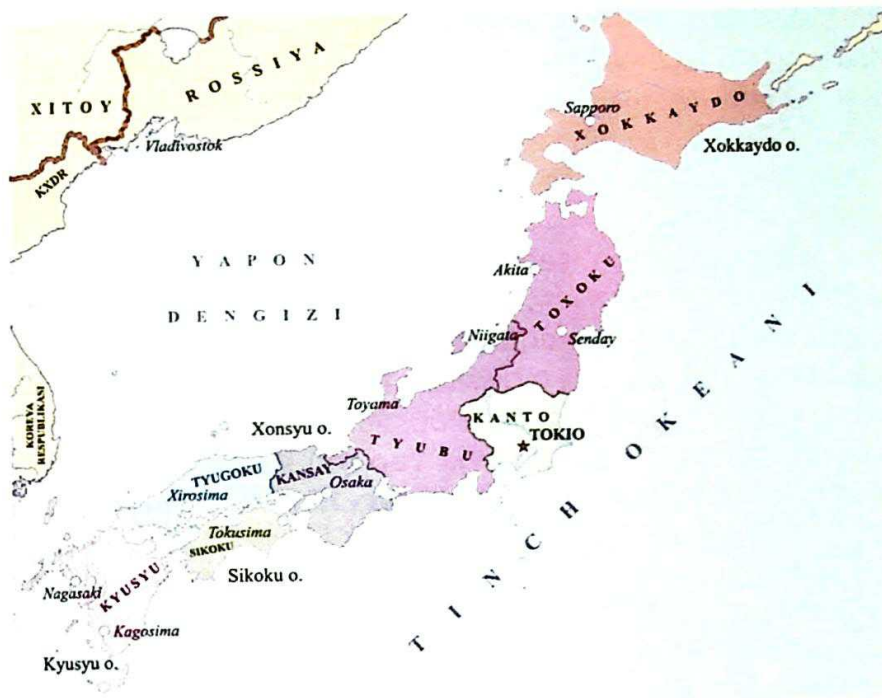 ROSSIYA
XITOY
Vladivostok
KXDR
Sapporo
XOKKAYDO
Xokkaydo o.
YAPON
DENGIZI
Akita
TOXOKU
Niigata
Senday
KOREYA
RESPUBLIKASI
Toyama
KANTO
TOKIO
Xonsyu o.
TYUBU
TYUGOKU
KANSAY
Xirosima
Osaka
Tokusima
SIKOKU
Sikoku o.
Nagasaki
KYUSYU
Kagosima
Kyusyu o.
TINCH OKEANI